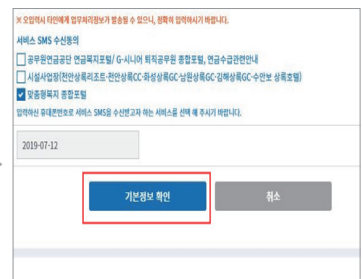 ※ 오입력시 타인에게 업무처리정보가 발송될 수 있으니, 정확히 입력하시기 바랍니다.
서비스 SMS 수신동의
공무원연금공단 연금복지포털/ G-시니어 퇴직공무원 종합포털, 연금수급관련안내
시설사업장(천안상록리조트·천안상록CC·화성상록GC·남원상록GC·김해상록GC·수안보 상록호텔)
맞춤형복지 종합포털
입력하신 휴대폰번호로 서비스 SMS을 수신받고자 하는 서비스를 선택 해 주시기 바랍니다.
2019-07-12
기본정보 확인 취소